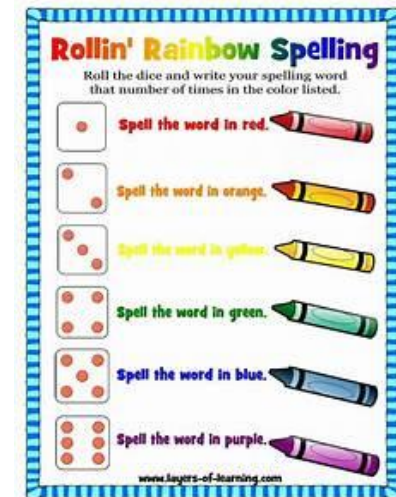 Rollin' Rainbow Spelling
Roll the dice and write your spelling word
that number of times in the color listed.
Spell the word in red.
Spell the word in orange.
Spell the word in yellow.
Spell the word in green.
Spell the word in blue.
Spell the word in purple.
www.layers-of-learning.com